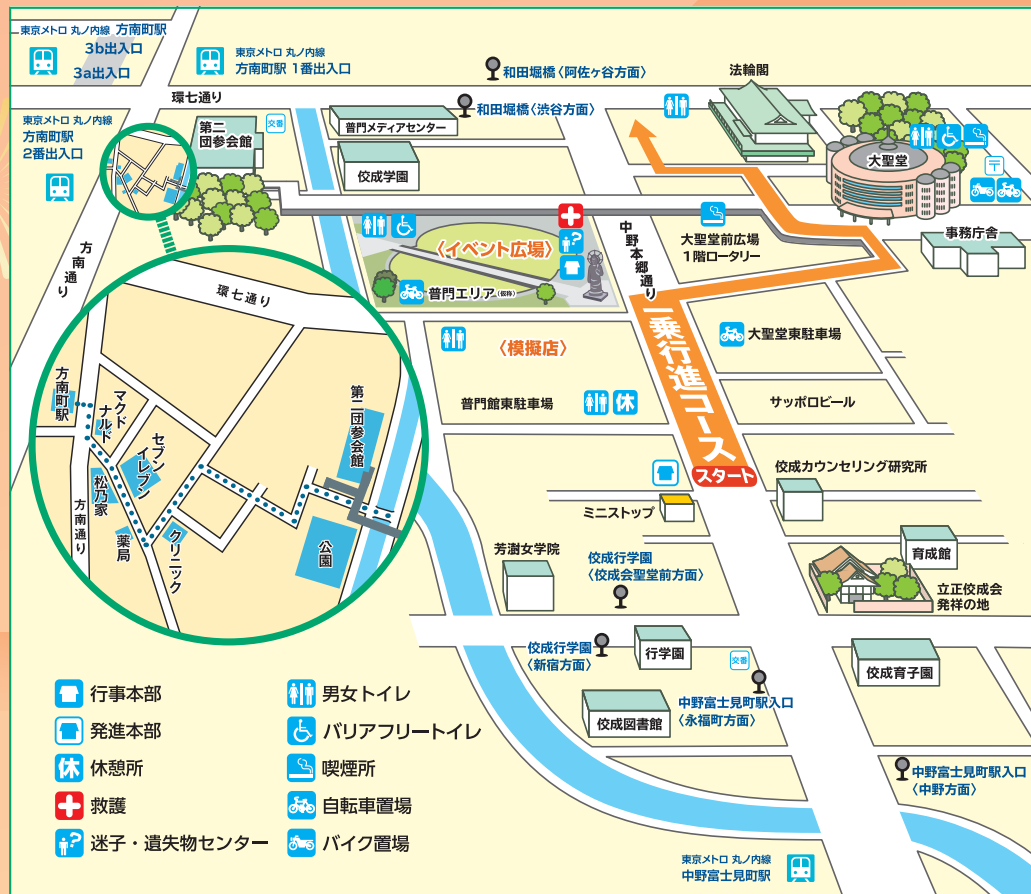 東京メトロ 丸ノ内線 方南町駅
3b出入口
3a出入口
東京メトロ 丸ノ内線
方南町駅 1番出入口
和田堀橋〈阿佐ヶ谷方面〉
和田堀橋〈渋谷方面〉
法輪閣
環七通り
東京メトロ 丸ノ内線
方南町駅
2番出入口
第二
団参会館
交番
普門メディアセンター
佼成学園
大聖堂
事務庁舎
方南通り
〈イベント広場〉
普門エリア(仮称)
中野本郷通り
大聖堂前広場
1階ロータリー
一乗行進コース
スタート
大聖堂東駐車場
〈模擬店〉
普門館東駐車場
休
サッポロビール
環七通り
方南町駅
マクド
ナルド
セブン
イレブン
松乃家
薬局
クリニック
方南通り
第二団参会館
公園
ミニストップ
佼成カウンセリング研究所
芳澍女学院
佼成行学園
〈佼成会聖堂前方面〉
育成館
立正佼成会
発祥の地
佼成行学園
〈新宿方面〉
行学園
交番
佼成育子園
佼成図書館
中野富士見町駅入口
〈永福町方面〉
中野富士見町駅入口
〈中野方面〉
東京メトロ 丸ノ内線
中野富士見町駅
行事本部
発進本部
休 休憩所
救護
迷子・遺失物センター
男女トイレ
バリアフリートイレ
喫煙所
自転車置場
バイク置場